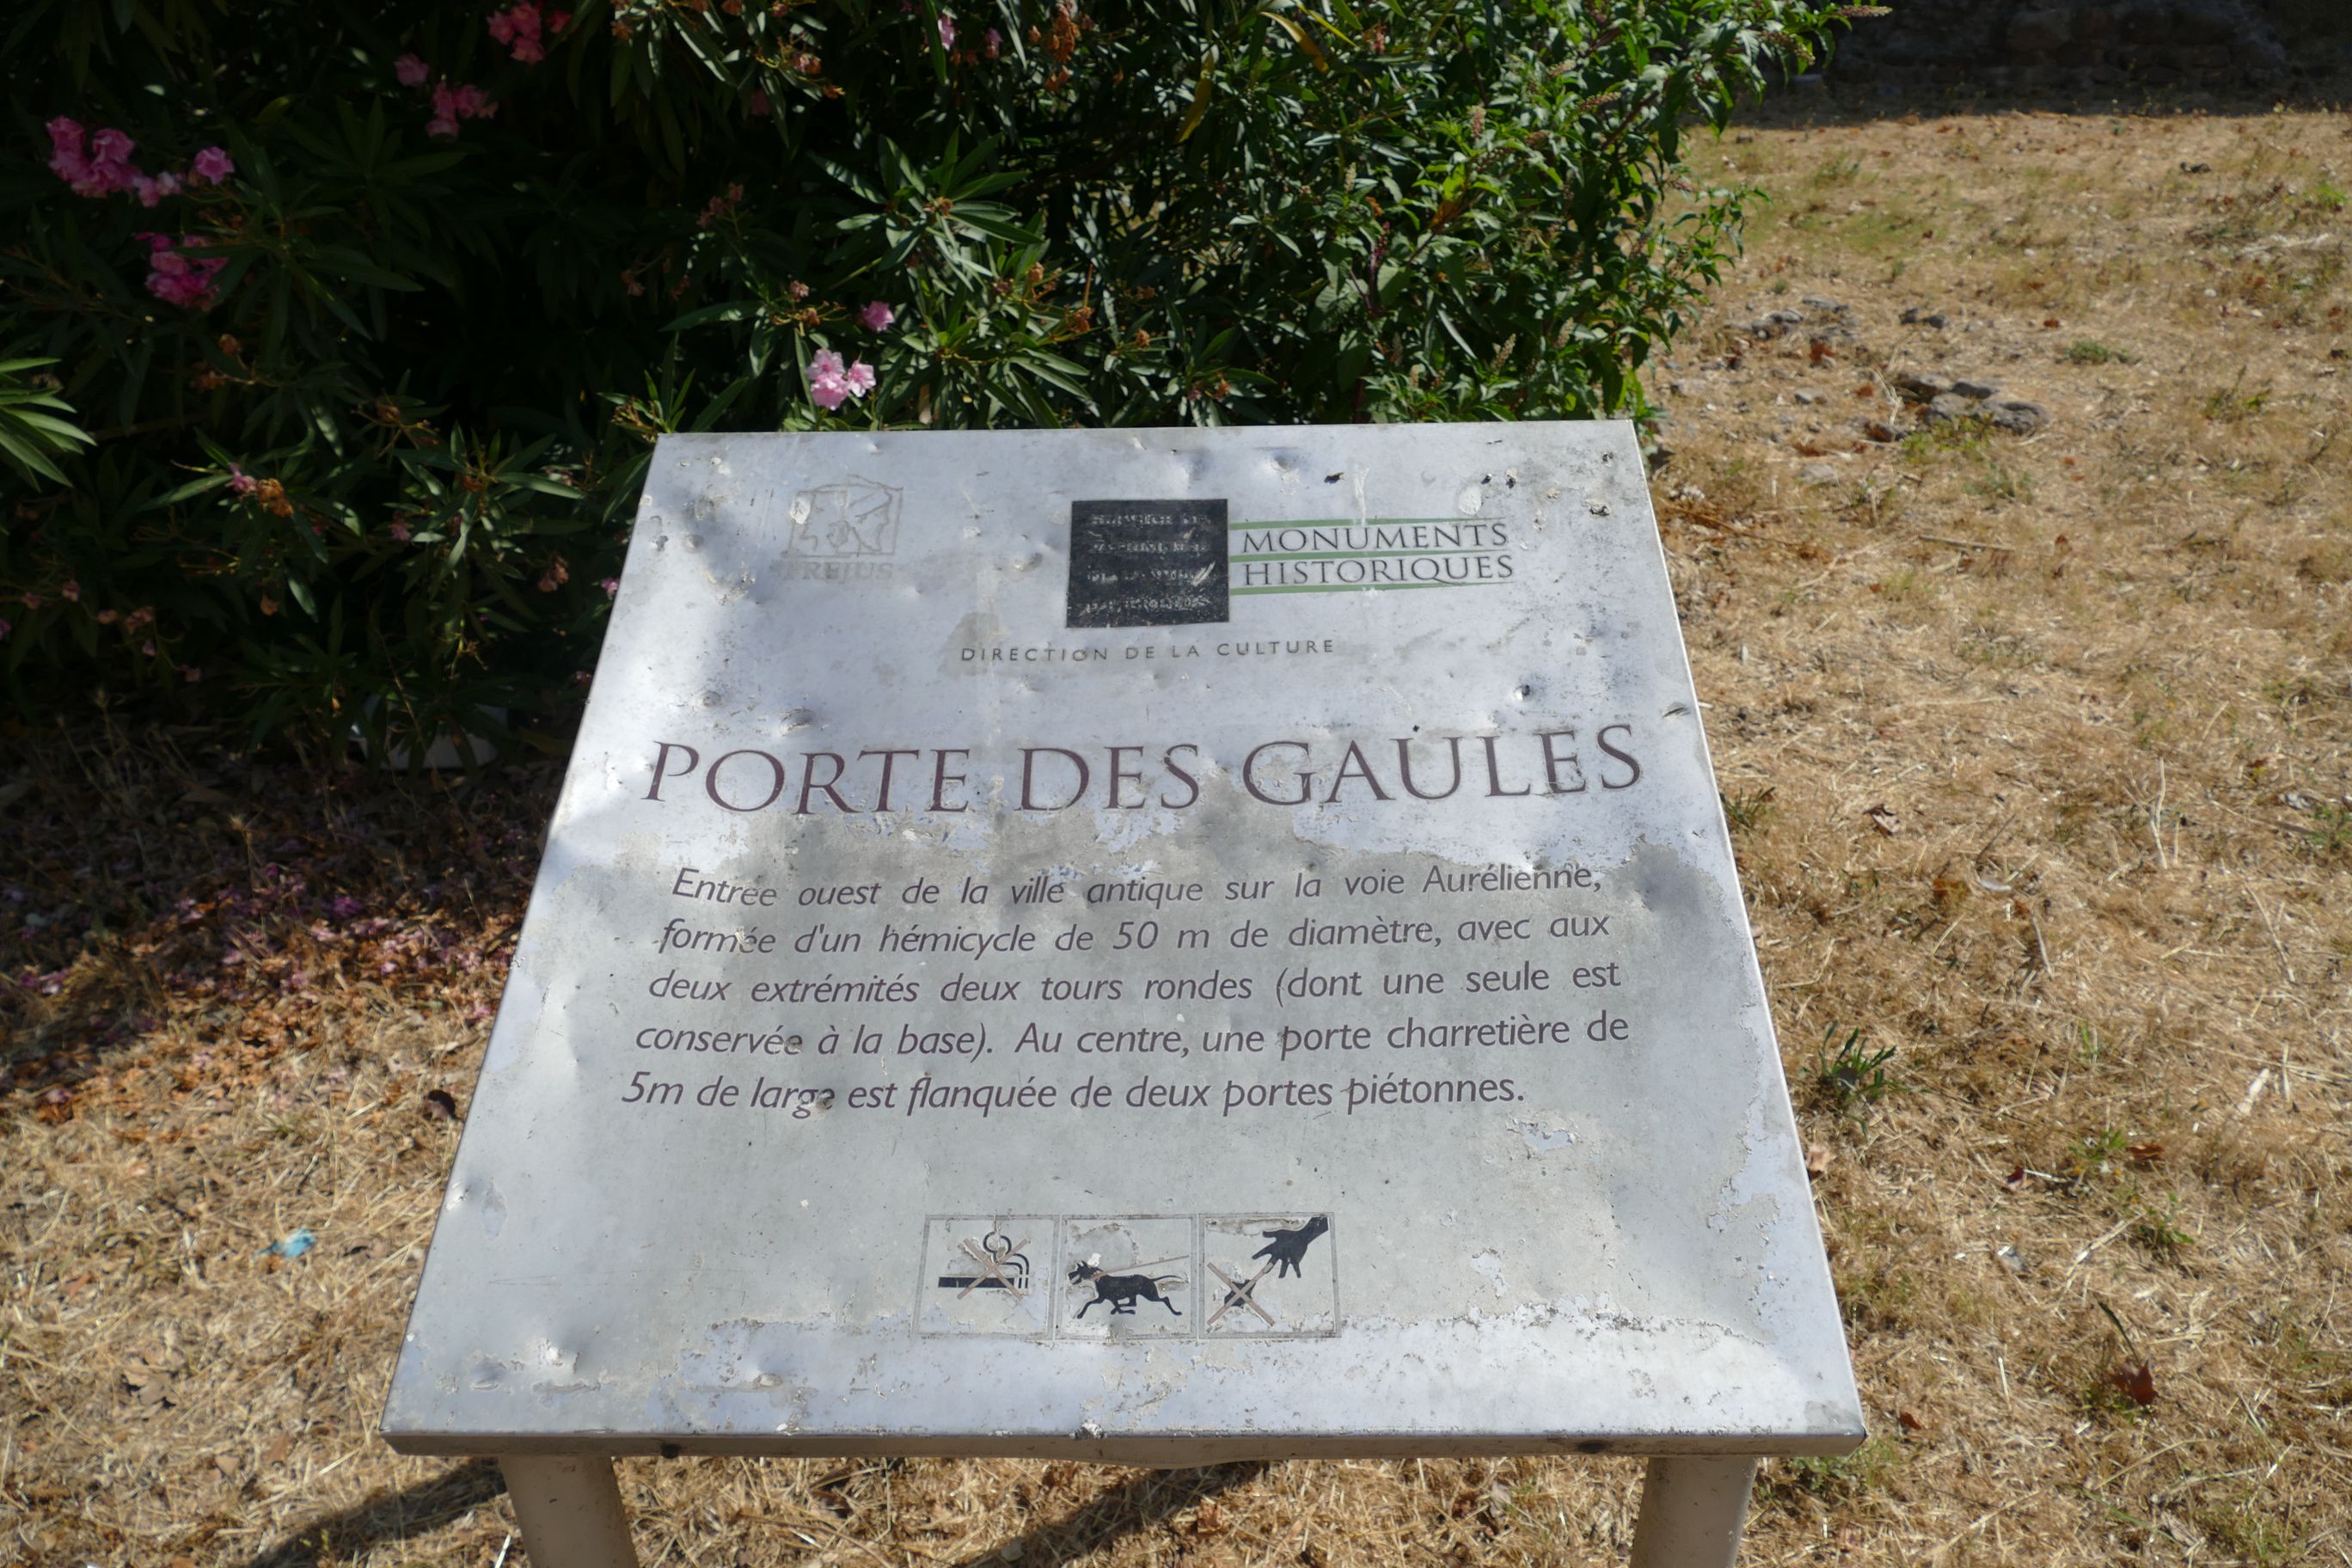 FREJUS
MONUMENTS
HISTORIQUES
DIRECTION DE LA CULTURE
PORTE DES GAULES
Entrée ouest de la ville antique sur la voie Aurélienne,
formée d'un hémicycle de 50 m de diamètre, avec aux
deux extrémités deux tours rondes (dont une seule est
conservée à la base). Au centre, une porte charretière de
5m de large est flanquée de deux portes piétonnes.